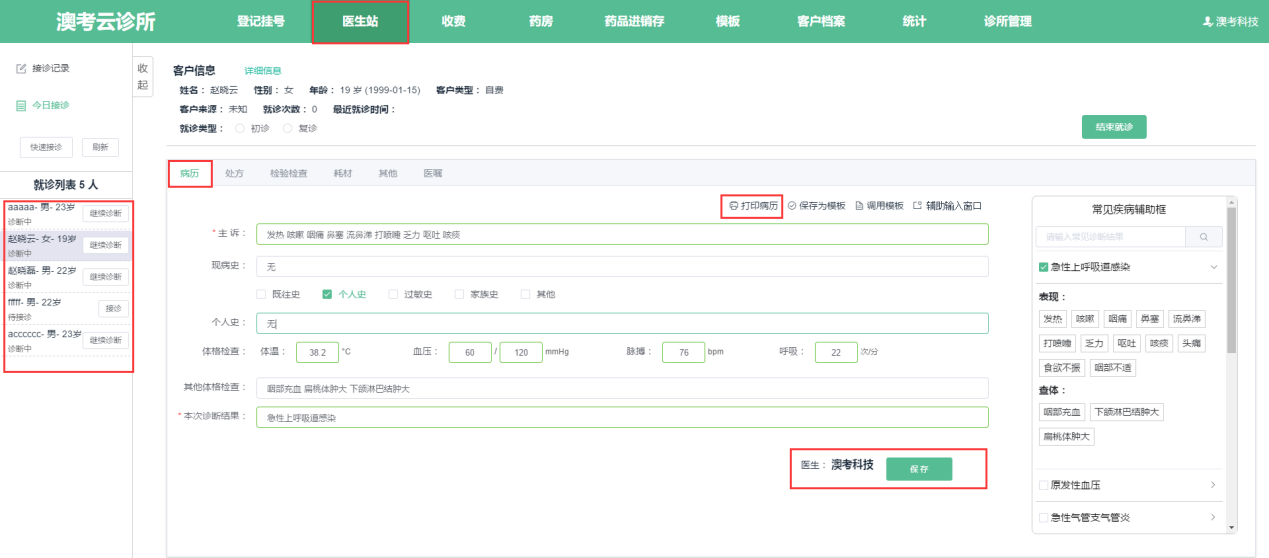 澳考云诊所 登记挂号 医生站 收费 药房 药品进销存 模板 客户档案 统计 诊所管理 澳考科技
接诊记录
今日接诊
快速接诊 刷新
就诊列表 5 人
aaaaa- 男- 23岁
诊断中
继续诊断
赵晓云- 女- 19岁
诊断中
继续诊断
赵晓磊- 男- 22岁
诊断中
继续诊断
fffff- 男- 22岁
待接诊
接诊
acccccc- 男- 23岁
诊断中
继续诊断
收起
客户信息 详细信息
姓名： 赵晓云 性别： 女 年龄： 19 岁 (1999-01-15) 客户类型： 自费
客户来源： 未知 就诊次数： 0 最近就诊时间：
就诊类型： 初诊 复诊
结束就诊
病历 处方 检验检查 耗材 其他 医嘱
打印病历 保存为模板 调用模板 辅助输入窗口
* 主 诉： 发热 咳嗽 咽痛 鼻塞 流鼻涕 打喷嚏 乏力 呕吐 咳痰
现病史： 无
既往史 个人史 过敏史 家族史 其他
个人史： 无
体格检查： 体温： 38.2 °C 血压： 60 / 120 mmHg 脉搏： 76 bpm 呼吸： 22 次/分
其他体格检查： 咽部充血 扁桃体肿大 下颌淋巴结肿大
* 本次诊断结果： 急性上呼吸道感染
医生： 澳考科技 保存
常见疾病辅助框
请输入常见诊断结果
急性上呼吸道感染
表现：
发热 咳嗽 咽痛 鼻塞 流鼻涕
打喷嚏 乏力 呕吐 咳痰 头痛
食欲不振 咽部不适
查体：
咽部充血 下颌淋巴结肿大
扁桃体肿大
原发性血压
急性气管支气管炎